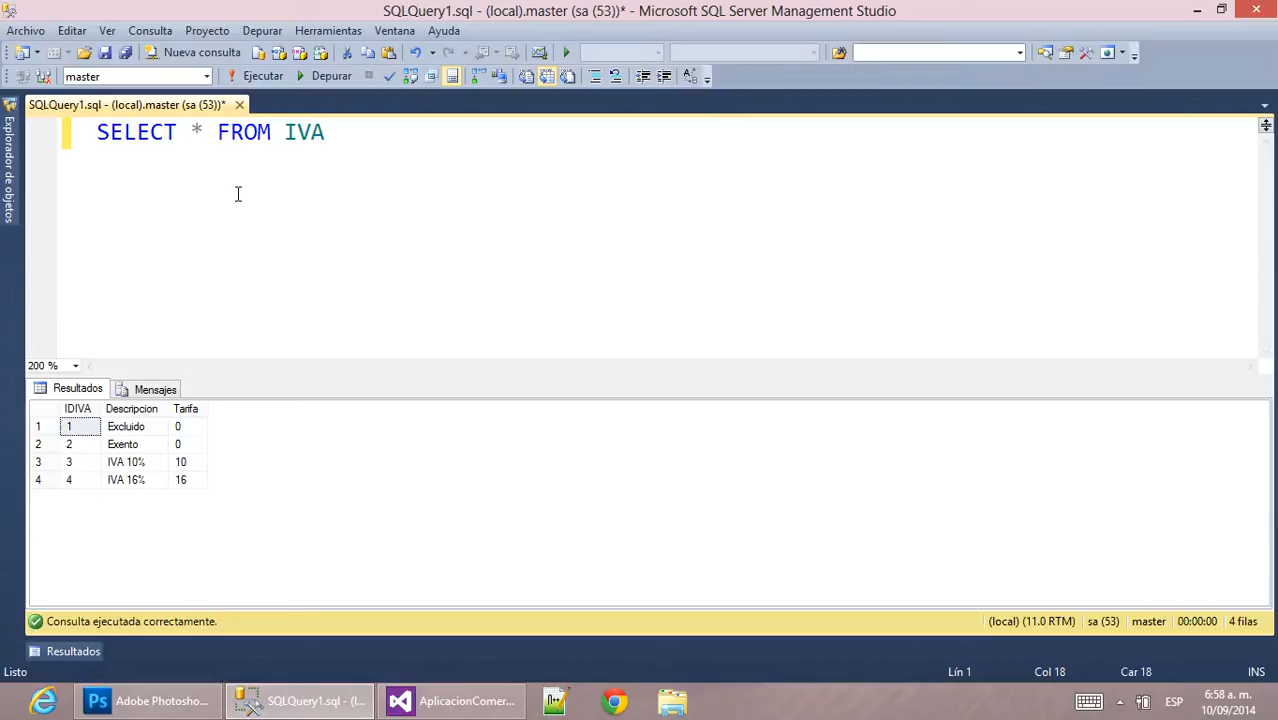 SQLQuery1.sql - (local).master (sa (53))* - Microsoft SQL Server Management Studio
Archivo Editar Ver Consulta Proyecto Depurar Herramientas Ventana Ayuda
Nueva consulta
master Ejecutar Depurar
SQLQuery1.sql - (local).master (sa (53))*
Explorador de objetos
SELECT * FROM IVA
200 %
Resultados Mensajes
IDIVA Descripcion Tarifa
1 1 Excluido 0
2 2 Exento 0
3 3 IVA 10% 10
4 4 IVA 16% 16
Consulta ejecutada correctamente. (local) (11.0 RTM) sa (53) master 00:00:00 4 filas
Resultados
Listo Lín 1 Col 18 Car 18 INS
Ps Adobe Photosho... SQLQuery1.sql - (l... AplicacionComer... ESP 6:58 a. m.
10/09/2014